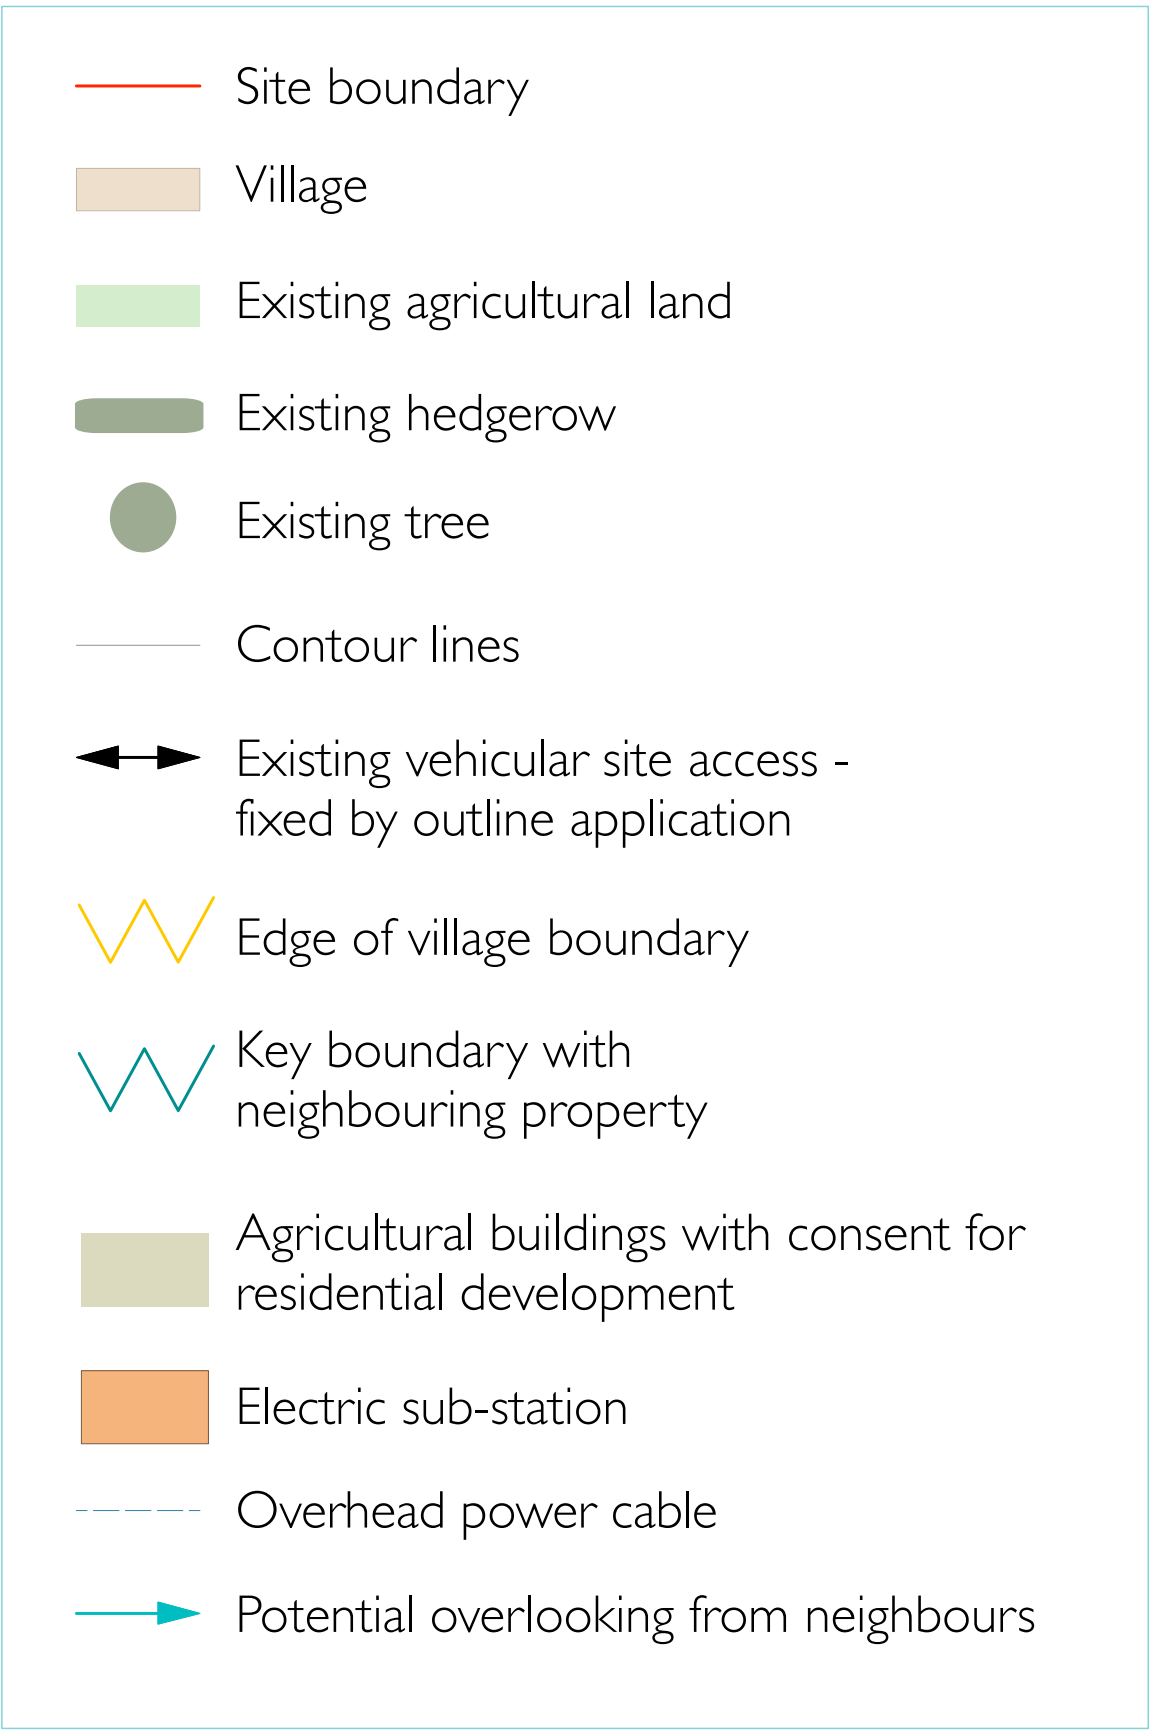 Site boundary
Village
Existing agricultural land
Existing hedgerow
Existing tree
Contour lines
Existing vehicular site access -
fixed by outline application
Edge of village boundary
Key boundary with
neighbouring property
Agricultural buildings with consent for
residential development
Electric sub-station
Overhead power cable
Potential overlooking from neighbours